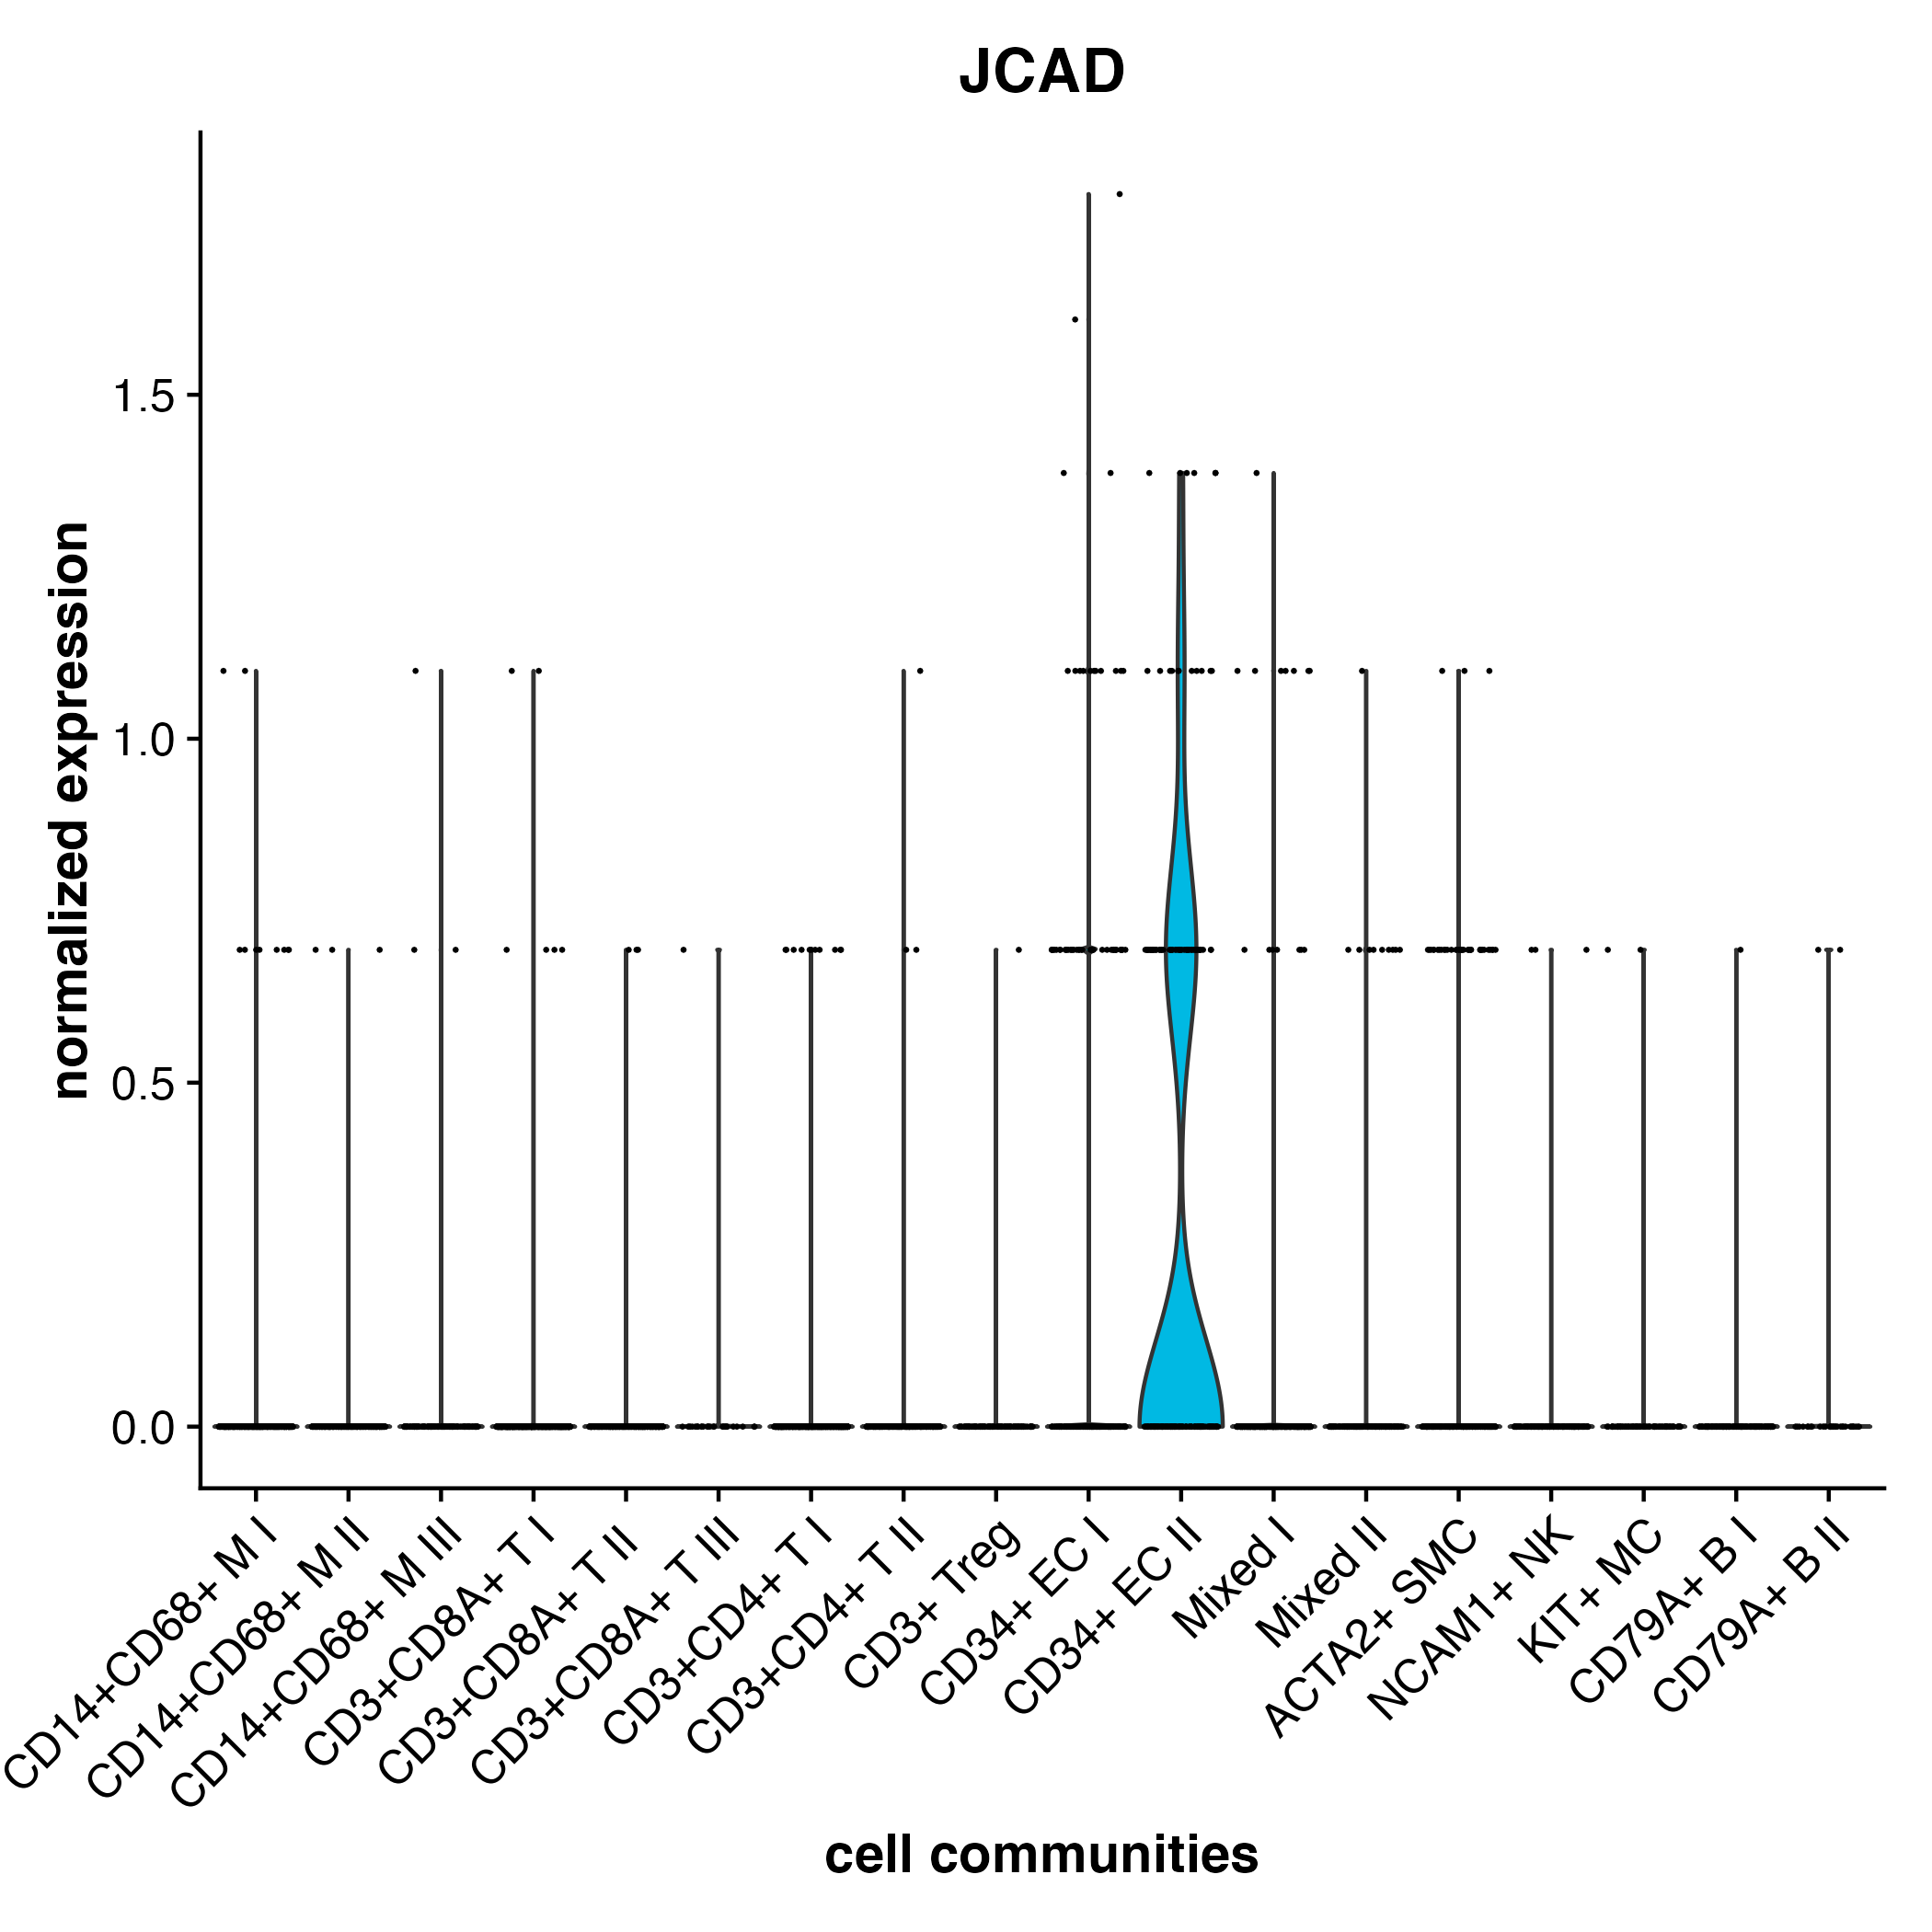 JCAD
normalized expression
1.5
1.0
0.5
0.0
CD14+CD68+ M I
CD14+CD68+ M II
CD14+CD68+ M III
CD3+CD8A+ T I
CD3+CD8A+ T II
CD3+CD8A+ T III
CD3+CD4+ T I
CD3+CD4+ T II
CD3+ Treg
CD34+ EC I
CD34+ EC II
Mixed I
Mixed II
ACTA2+ SMC
NCAM1+ NK
KIT+ MC
CD79A+ B I
CD79A+ B II
cell communities